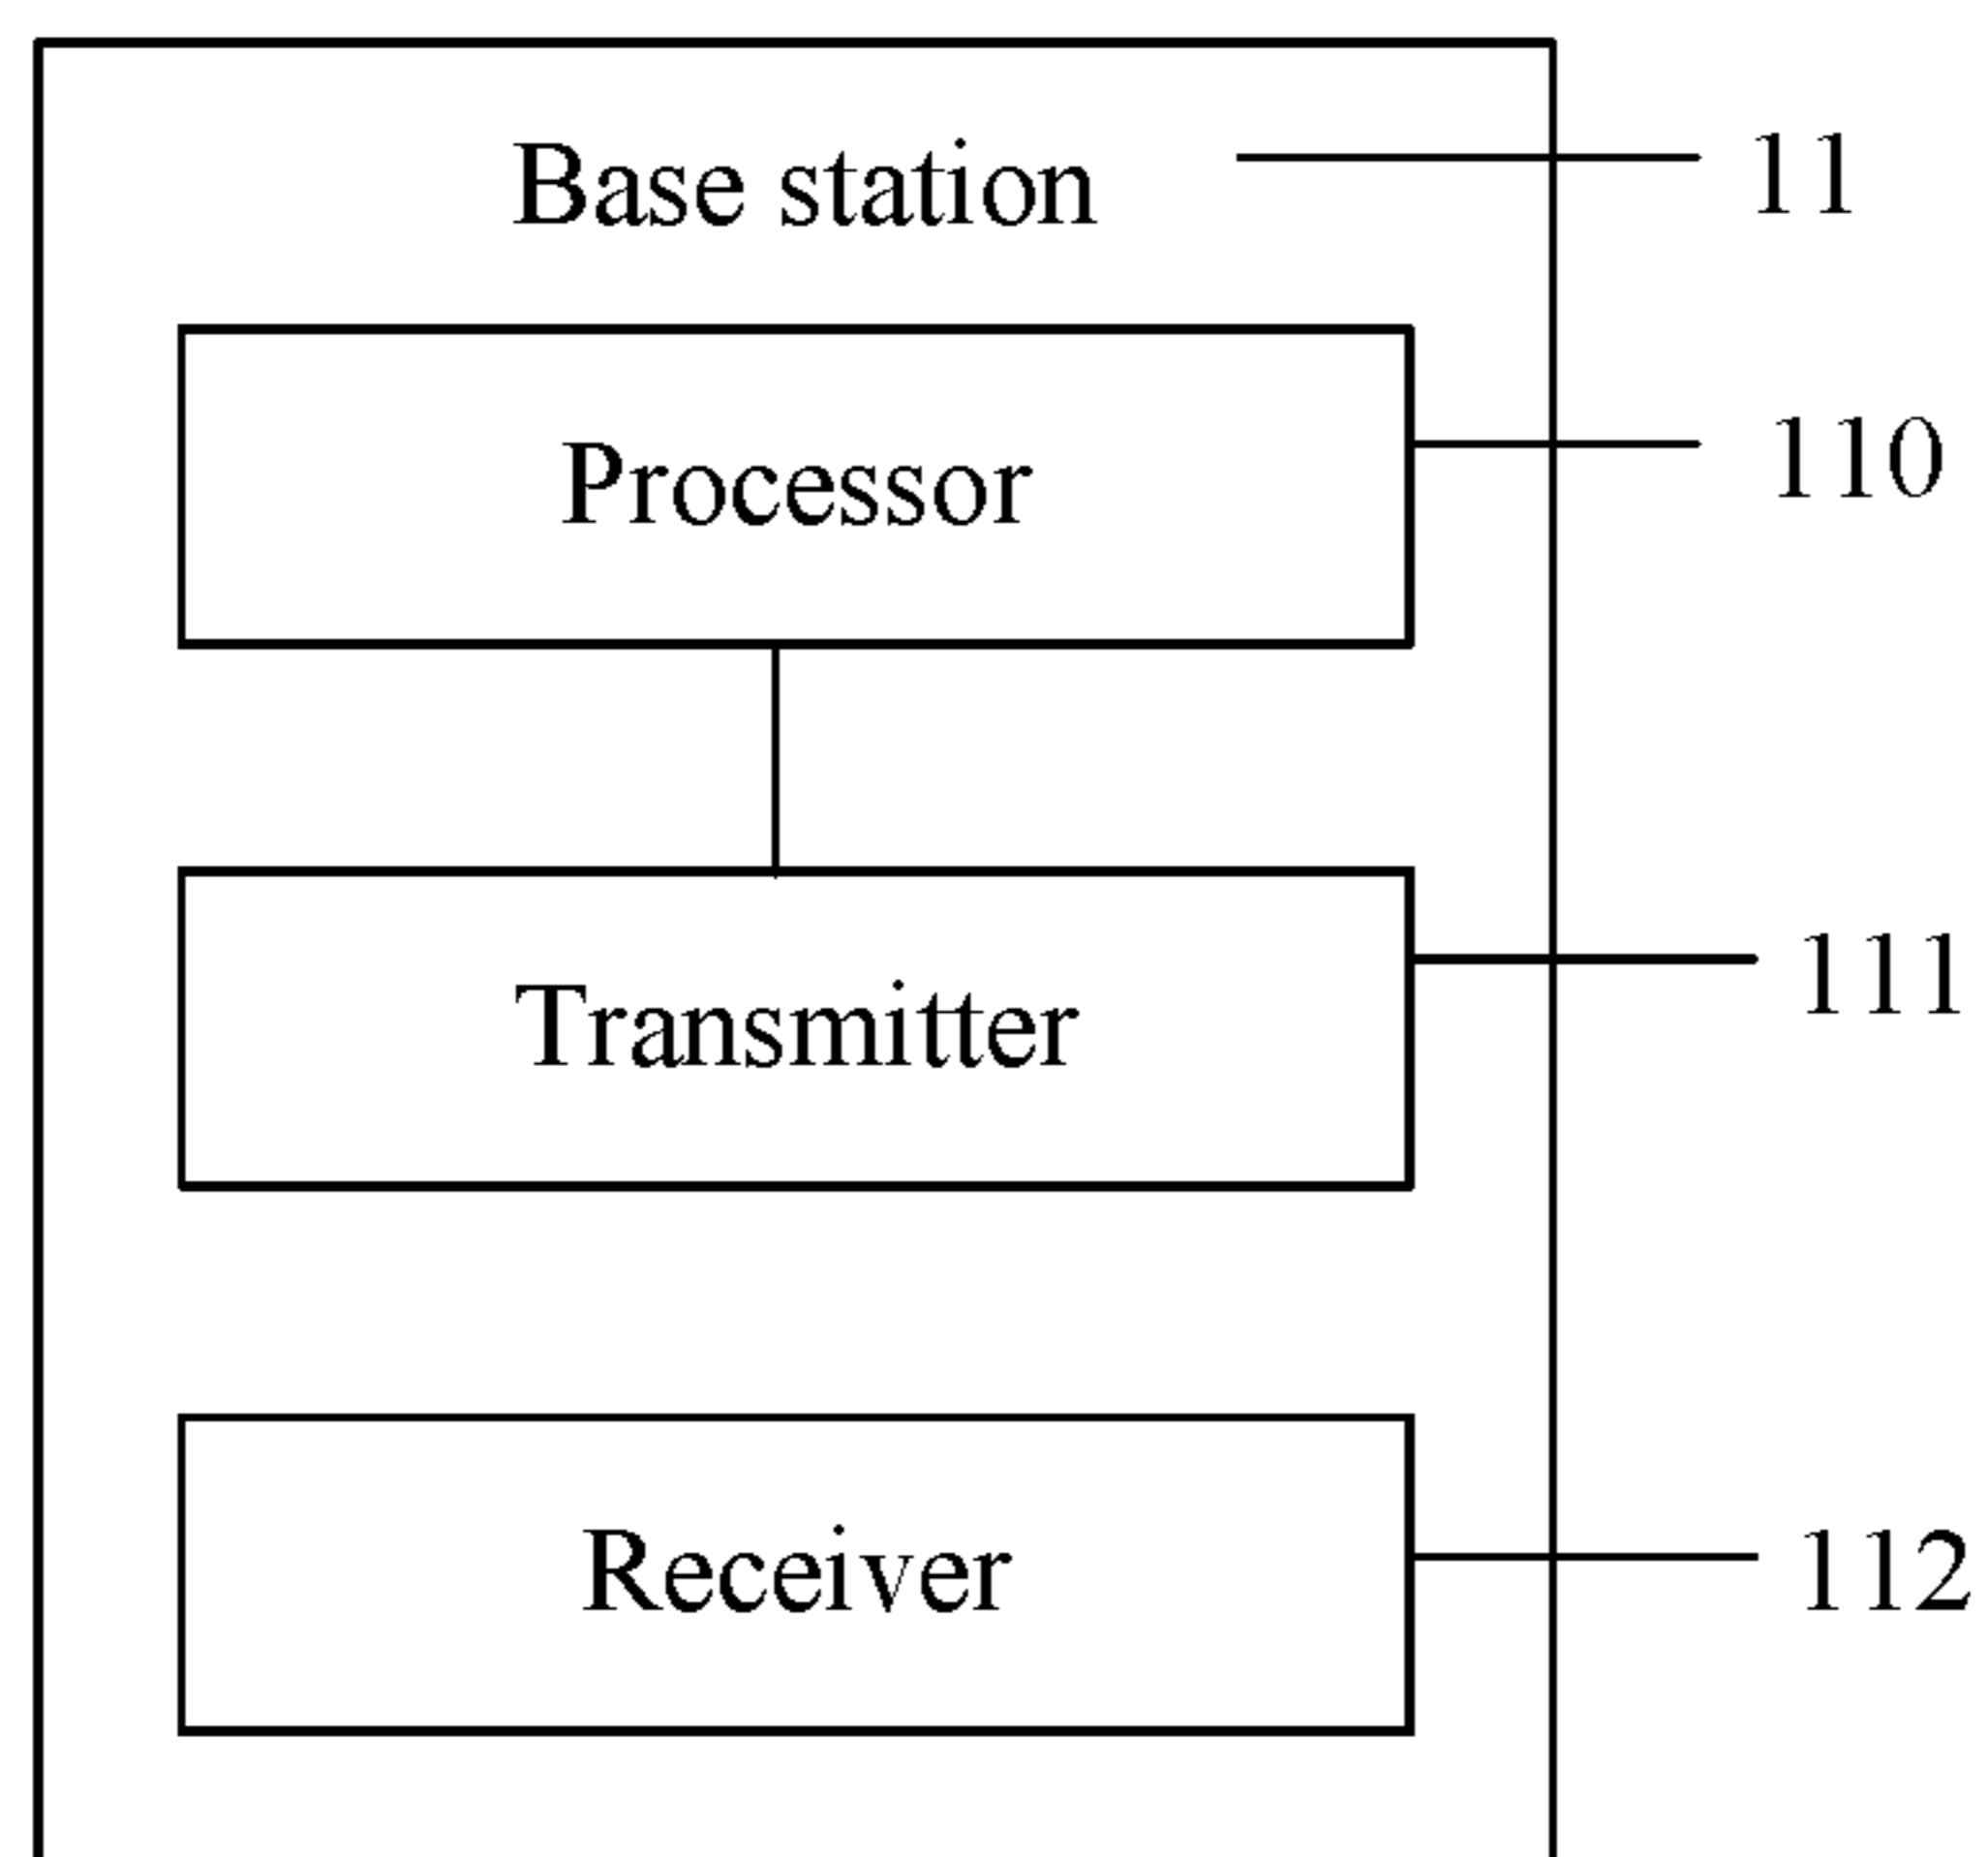 Base station 11
Processor 110
Transmitter 111
Receiver 112